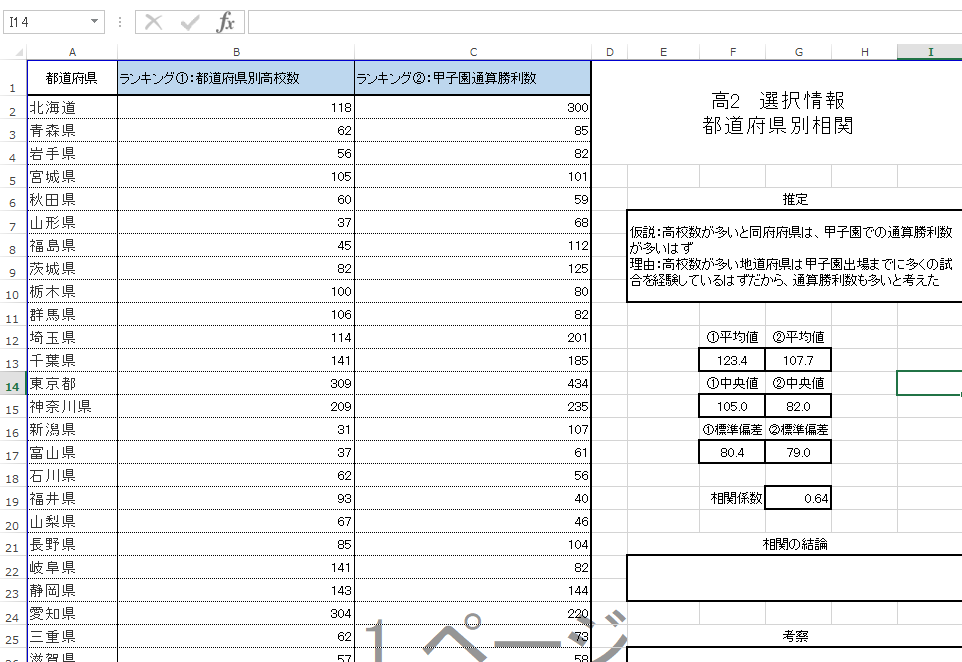 I14
fx
A B C D E F G H I
1 都道府県 ランキング①:都道府県別高校数 ランキング②:甲子園通算勝利数
高2 選択情報
都道府県別相関
2 北海道 118 300
3 青森県 62 85
4 岩手県 56 82
5 宮城県 105 101
6 秋田県 60 59
推定
7 山形県 37 68
8 福島県 45 112
9 茨城県 82 125
10 栃木県 100 80
仮説:高校数が多いと同府府県は、甲子園での通算勝利数
が多いはず
理由:高校数が多い地道府県は甲子園出場までに多くの試
合を経験しているはずだから、通算勝利数も多いと考えた
11 群馬県 106 82
12 埼玉県 114 201 ①平均値 ②平均値
13 千葉県 141 185 123.4 107.7
14 東京都 309 434 ①中央値 ②中央値
15 神奈川県 209 235 105.0 82.0
16 新潟県 31 107 ①標準偏差 ②標準偏差
17 富山県 37 61 80.4 79.0
18 石川県 62 56
19 福井県 93 40 相関係数 0.64
20 山梨県 67 46
21 長野県 85 104 相関の結論
22 岐阜県 141 82
23 静岡県 143 144
24 愛知県 304 220
25 三重県 62 73 考察
滋賀県 57 58
1 ページ